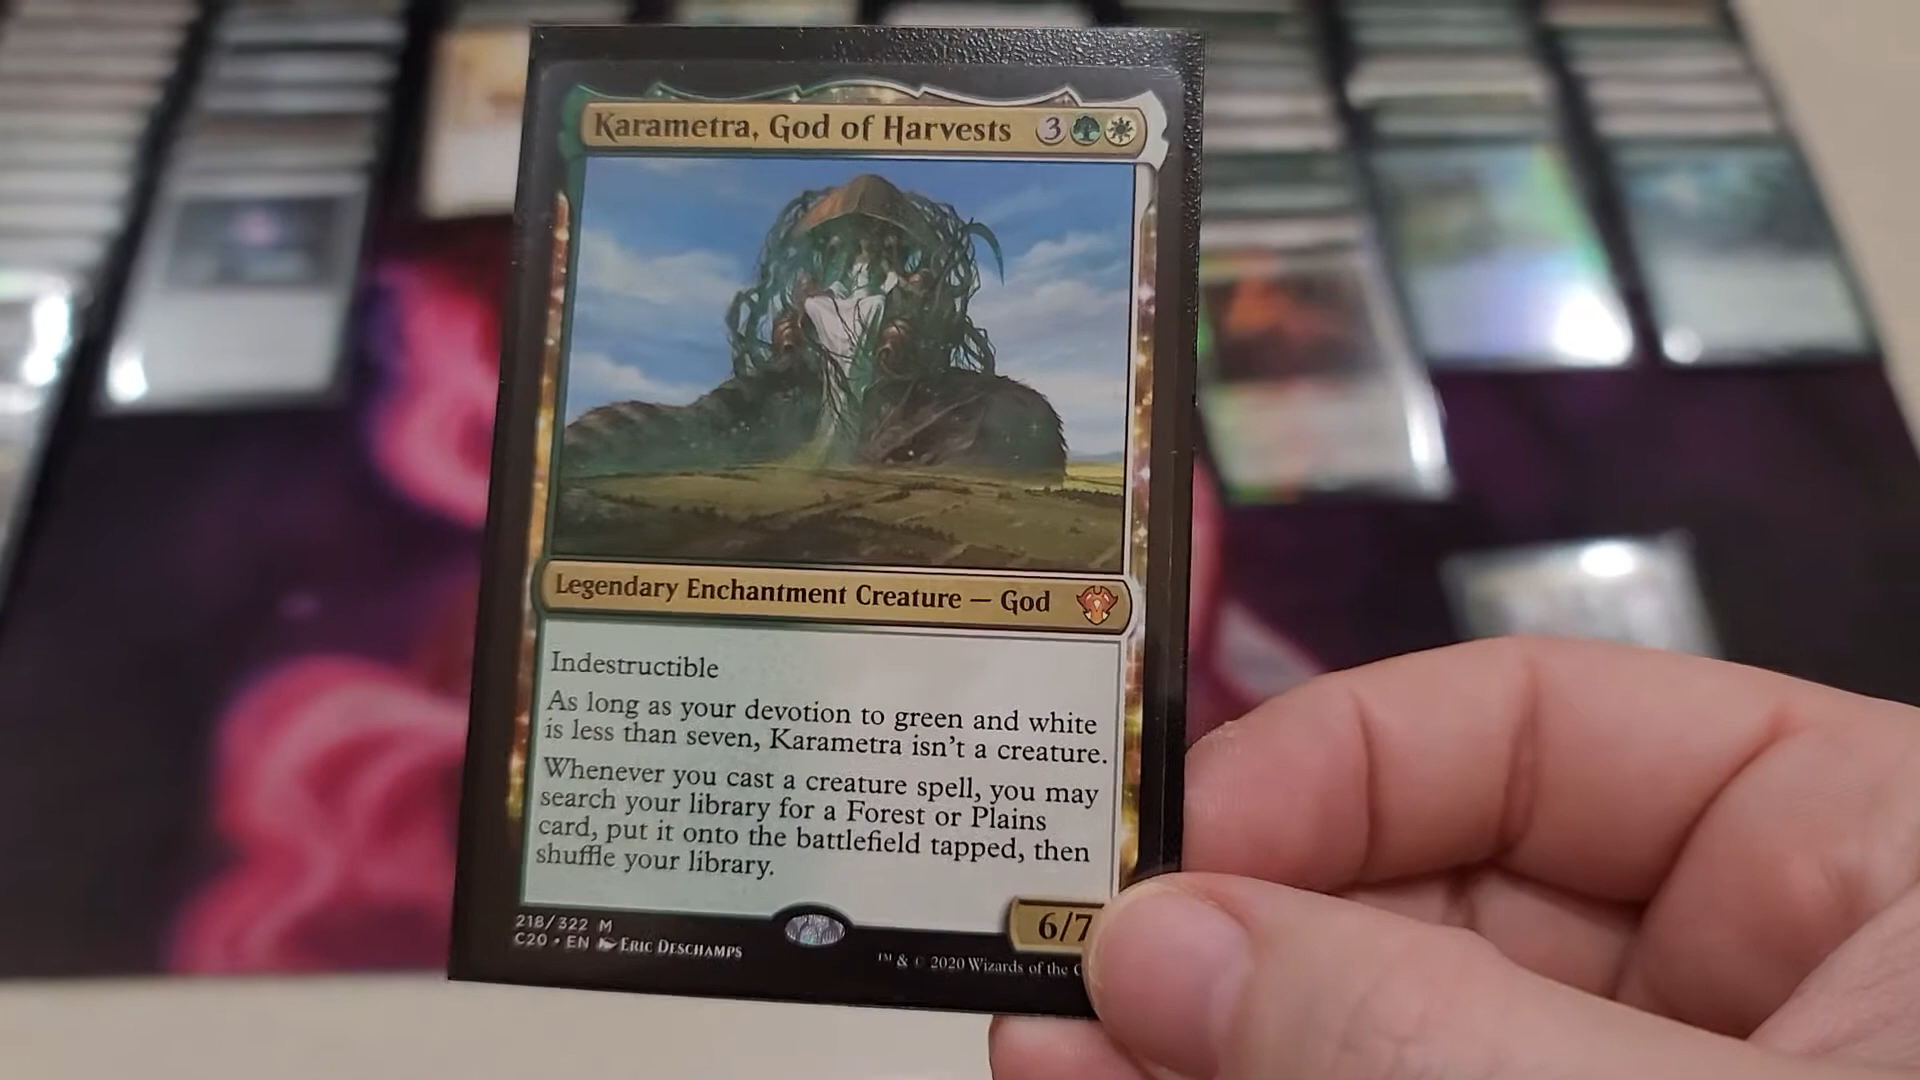 Karametra, God of Harvests 3
Legendary Enchantment Creature — God
Indestructible
As long as your devotion to green and white
is less than seven, Karametra isn't a creature.
Whenever you cast a creature spell, you may
search your library for a Forest or Plains
card, put it onto the battlefield tapped, then
shuffle your library.
6/7
218/322 M
C20 • EN Eric Deschamps
™ & © 2020 Wizards of the C